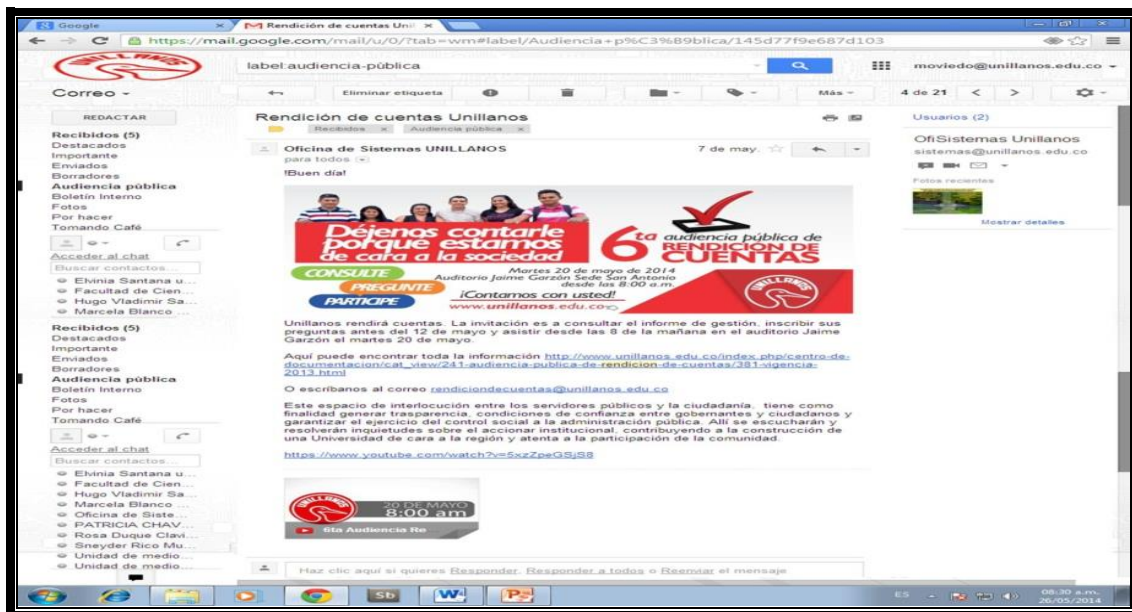 Google
Rendición de cuentas Uni
https://mail.google.com/mail/u/0/?tab=wm#label/Audiencia+p%C3%89blica/145d77f9e687d103
UNILLANOS
label:audiencia-pública
moviedo@unillanos.edu.co
Correo
Eliminar etiqueta
Más
4 de 21
REDACTAR
Recibidos (5)
Destacados
Importante
Enviados
Borradores
Audiencia pública
Boletín Interno
Fotos
Por hacer
Tomando Café
Acceder al chat
Buscar contactos...
Elvinia Santana u...
Facultad de Cien...
Hugo Vladimir Sa...
Marcela Blanco ...
Recibidos (5)
Destacados
Importante
Enviados
Borradores
Audiencia pública
Boletín Interno
Fotos
Por hacer
Tomando Café
Acceder al chat
Buscar contactos...
Elvinia Santana u...
Facultad de Cien...
Hugo Vladimir Sa...
Marcela Blanco ...
Oficina de Siste...
PATRICIA CHAV...
Rosa Duque Clavi...
Sneyder Rico Mu...
Unidad de medio...
Unidad de medio...
Rendición de cuentas Unillanos
Recibidos x Audiencia pública x
Oficina de Sistemas UNILLANOS
7 de may.
para todos
!Buen día!
Déjenos contarle
porque estamos
de cara a la sociedad
6ta audiencia pública de
RENDICIÓN DE
CUENTAS
CONSULTE
PREGUNTE
PARTICIPE
Martes 20 de mayo de 2014
Auditorio Jaime Garzón Sede San Antonio
desde las 8:00 a.m.
¡Contamos con usted!
www.unillanos.edu.co
UNILLANOS
Unillanos rendirá cuentas. La invitación es a consultar el informe de gestión, inscribir sus
preguntas antes del 12 de mayo y asistir desde las 8 de la mañana en el auditorio Jaime
Garzón el martes 20 de mayo.
Aquí puede encontrar toda la información http://www.unillanos.edu.co/index.php/centro-de-
documentacion/cat_view/241-audiencia-publica-de-rendicion-de-cuentas/381-vigencia-
2013.html
O escríbanos al correo rendiciondecuentas@unillanos.edu.co
Este espacio de interlocución entre los servidores públicos y la ciudadanía, tiene como
finalidad generar trasparencia, condiciones de confianza entre gobernantes y ciudadanos y
garantizar el ejercicio del control social a la administración pública. Allí se escucharán y
resolverán inquietudes sobre el accionar institucional, contribuyendo a la construcción de
una Universidad de cara a la región y atenta a la participación de la comunidad.
https://www.youtube.com/watch?v=5xzZpeGSjS8
UNILLANOS
20 DE MAYO
8:00 am
6ta Audiencia Re
Haz clic aquí si quieres Responder, Responder a todos o Reenviar el mensaje
Usuarios (2)
OfiSistemas Unillanos
sistemas@unillanos.edu.co
Fotos recientes
Mostrar detalles
Sb
ES
08:30 a.m.
26/05/2014